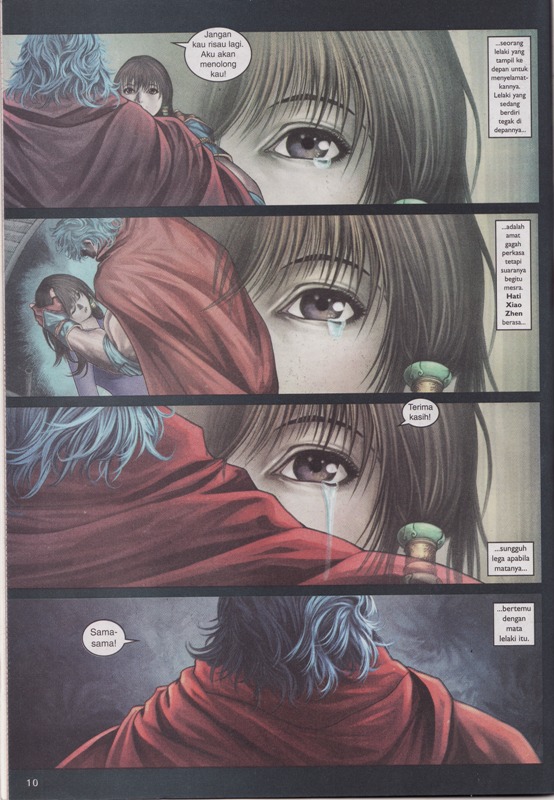 Jangan
kau risau lagi.
Aku akan
menolong
kau!
...seorang
lelaki yang
tampil ke
depan untuk
menyelamat-
kannya.
Lelaki yang
sedang
berdiri
tegak di
depannya...
...adalah
amat
gagah
perkasa
tetapi
suaranya
begitu
mesra.
Hati
Xiao
Zhen
berasa...
Terima
kasih!
...sungguh
lega apabila
matanya...
Sama-
sama!
...bertemu
dengan
mata
lelaki itu.
10